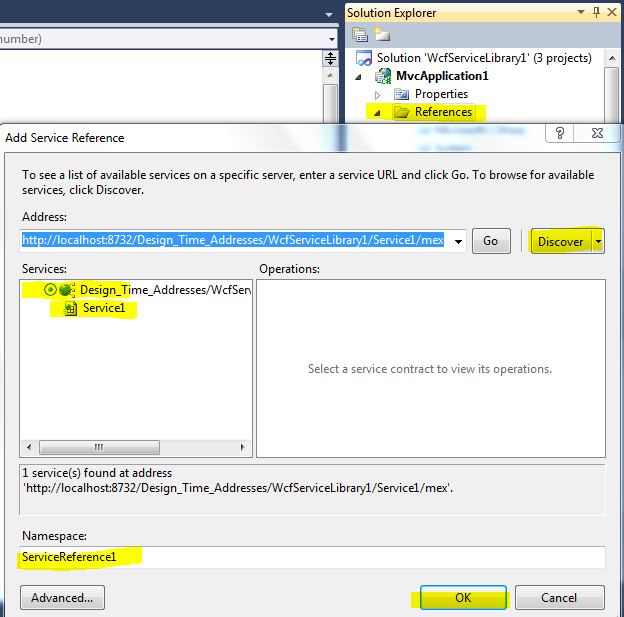 number)
Solution Explorer
Solution 'WcfServiceLibrary1' (3 projects)
MvcApplication1
Properties
References
Add Service Reference
To see a list of available services on a specific server, enter a service URL and click Go. To browse for available
services, click Discover.
Address:
http://localhost:8732/Design_Time_Addresses/WcfServiceLibrary1/Service1/mex
Go
Discover
Services:
Operations:
Design_Time_Addresses/WcfServ
Service1
Select a service contract to view its operations.
1 service(s) found at address
'http://localhost:8732/Design_Time_Addresses/WcfServiceLibrary1/Service1/mex'.
Namespace:
ServiceReference1
Advanced...
OK
Cancel